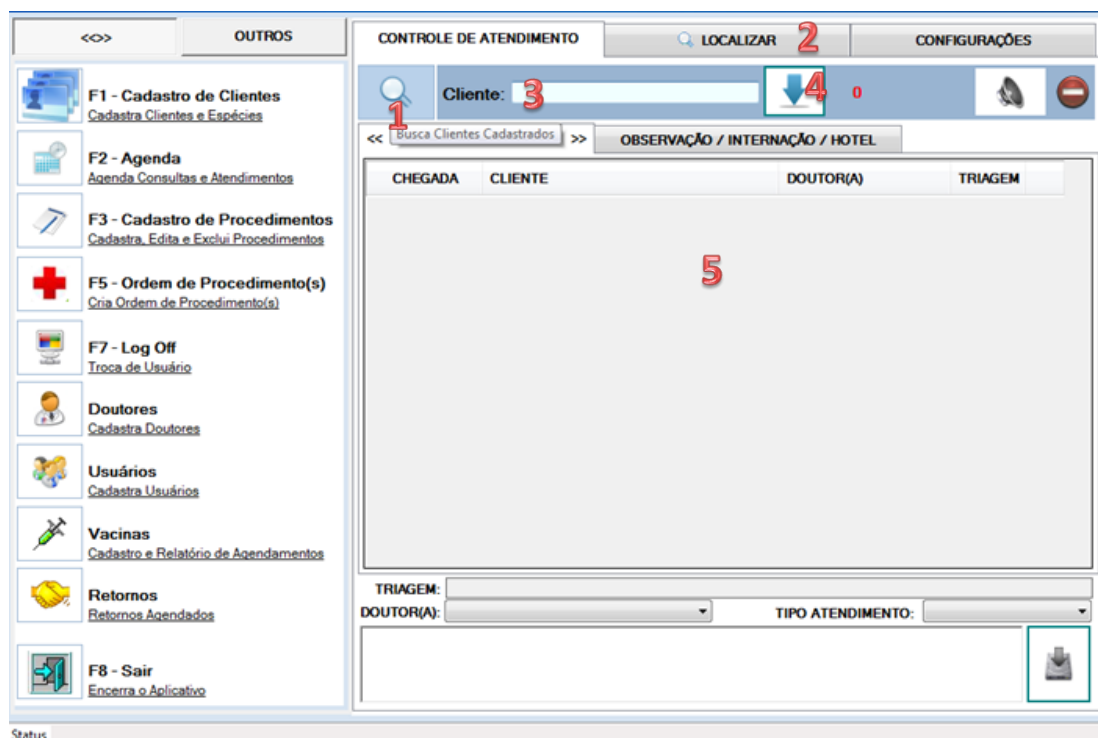 <<>>
OUTROS
F1 - Cadastro de Clientes
Cadastra Clientes e Espécies
F2 - Agenda
Agenda Consultas e Atendimentos
F3 - Cadastro de Procedimentos
Cadastra, Edita e Exclui Procedimentos
F5 - Ordem de Procedimento(s)
Cria Ordem de Procedimento(s)
F7 - Log Off
Troca de Usuário
Doutores
Cadastra Doutores
Usuários
Cadastra Usuários
Vacinas
Cadastro e Relatório de Agendamentos
Retornos
Retornos Agendados
F8 - Sair
Encerra o Aplicativo
CONTROLE DE ATENDIMENTO
LOCALIZAR 2
CONFIGURAÇÕES
1
Cliente: 3
4
0
<< Busca Clientes Cadastrados >>
OBSERVAÇÃO / INTERNAÇÃO / HOTEL
CHEGADA CLIENTE DOUTOR(A) TRIAGEM
5
TRIAGEM:
DOUTOR(A): TIPO ATENDIMENTO:
Status